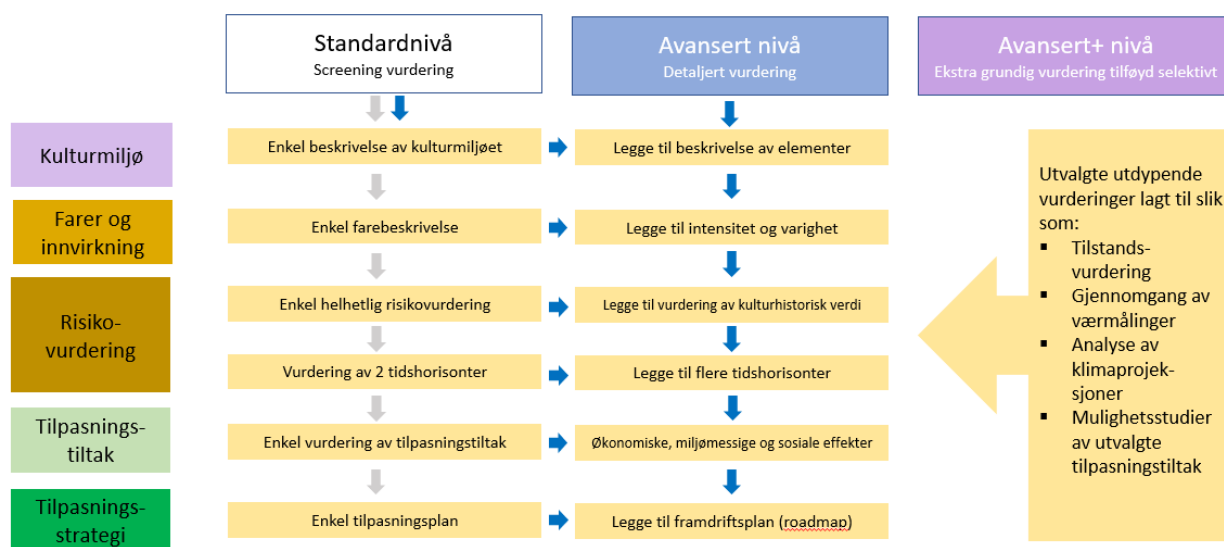 Standardnivå
Screening vurdering
Avansert nivå
Detaljert vurdering
Avansert+ nivå
Ekstra grundig vurdering tilføyd selektivt
Kulturmiljø
Enkel beskrivelse av kulturmiljøet
Legge til beskrivelse av elementer
Farer og
innvirkning
Enkel farebeskrivelse
Legge til intensitet og varighet
Risiko-
vurdering
Enkel helhetlig risikovurdering
Legge til vurdering av kulturhistorisk verdi
Vurdering av 2 tidshorisonter
Legge til flere tidshorisonter
Tilpasnings-
tiltak
Enkel vurdering av tilpasningstiltak
Økonomiske, miljømessige og sosiale effekter
Tilpasnings-
strategi
Enkel tilpasningsplan
Legge til framdriftsplan (roadmap)
Utvalgte utdypende
vurderinger lagt til slik
som:
▪ Tilstands-
vurdering
▪ Gjennomgang av
værmålinger
▪ Analyse av
klimaprojek-
sjoner
▪ Mulighetsstudier
av utvalgte
tilpasningstiltak